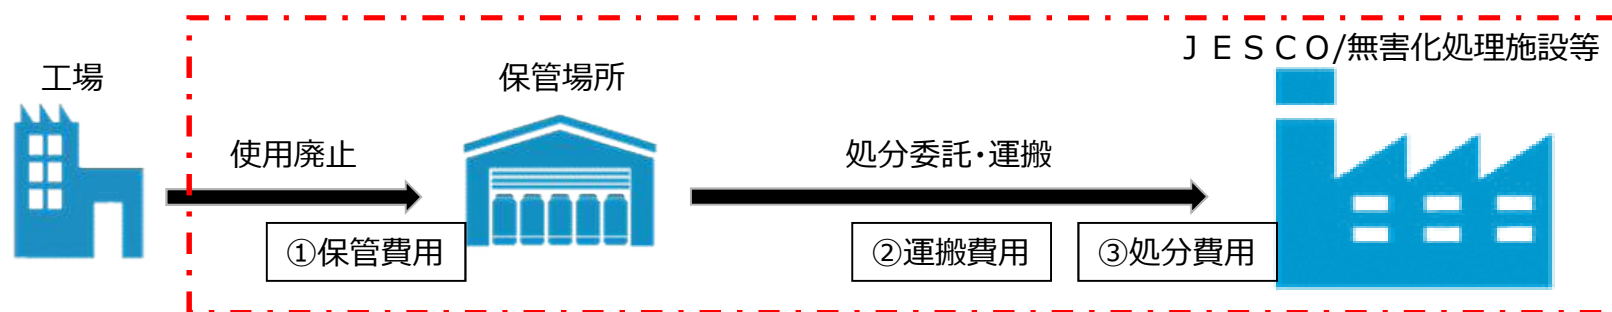 工場
使用廃止
①保管費用
保管場所
処分委託・運搬
②運搬費用
③処分費用
ＪＥＳＣＯ/無害化処理施設等